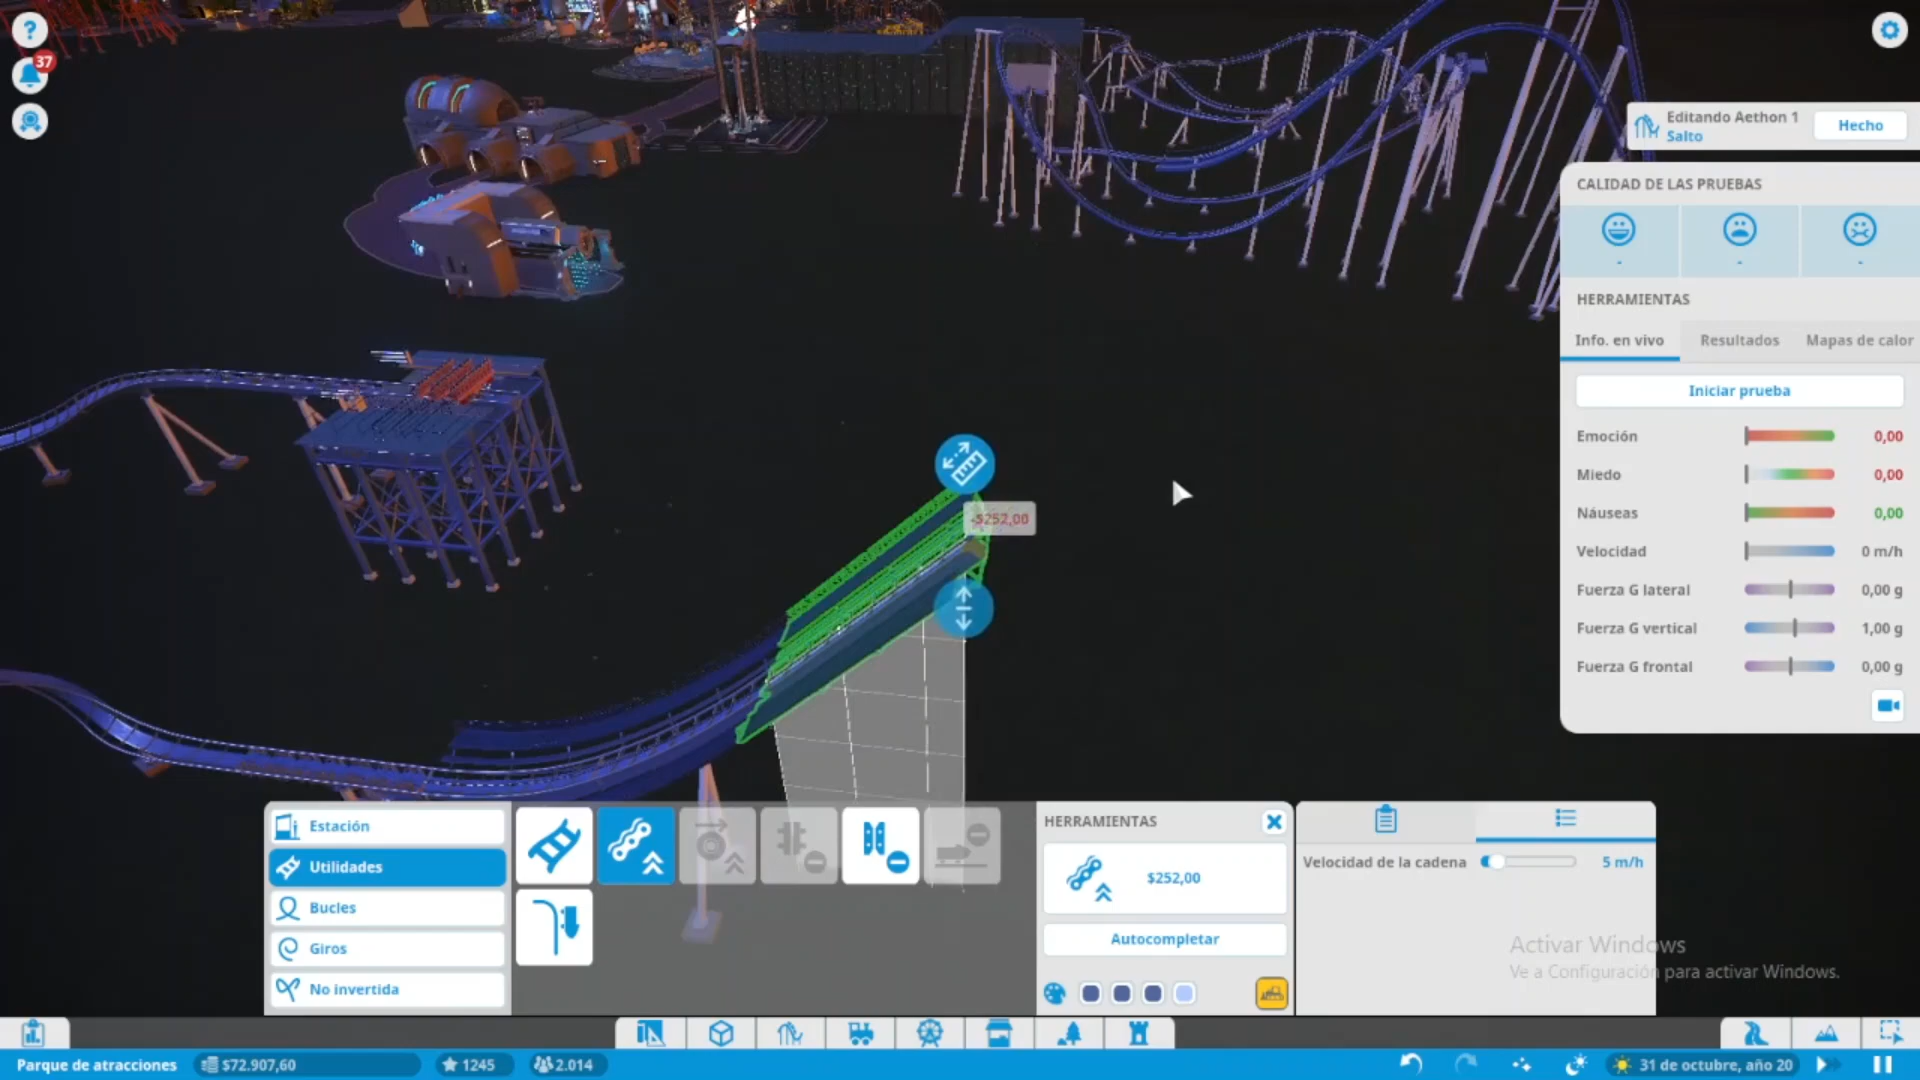 ?
37
Editando Aethon 1
Salto
Hecho
CALIDAD DE LAS PRUEBAS
- - -
HERRAMIENTAS
Info. en vivo Resultados Mapas de calor
Iniciar prueba
Emoción 0,00
Miedo 0,00
Náuseas 0,00
Velocidad 0 m/h
Fuerza G lateral 0,00 g
Fuerza G vertical 1,00 g
Fuerza G frontal 0,00 g
-$252,00
Estación
Utilidades
Bucles
Giros
No invertida
HERRAMIENTAS
$252,00
Autocompletar
Velocidad de la cadena 5 m/h
Activar Windows
Ve a Configuración para activar Windows.
Parque de atracciones $72.907,60 1245 2.014 31 de octubre, año 20